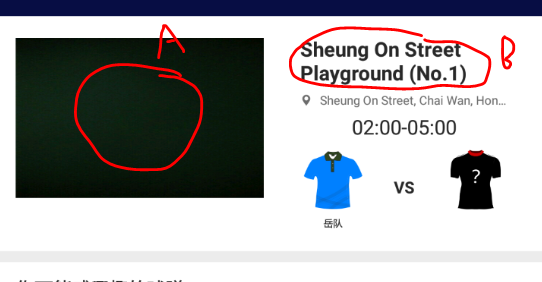 A
Sheung On Street
Playground (No.1)
B
Sheung On Street, Chai Wan, Hon...
02:00-05:00
VS
?
岳队